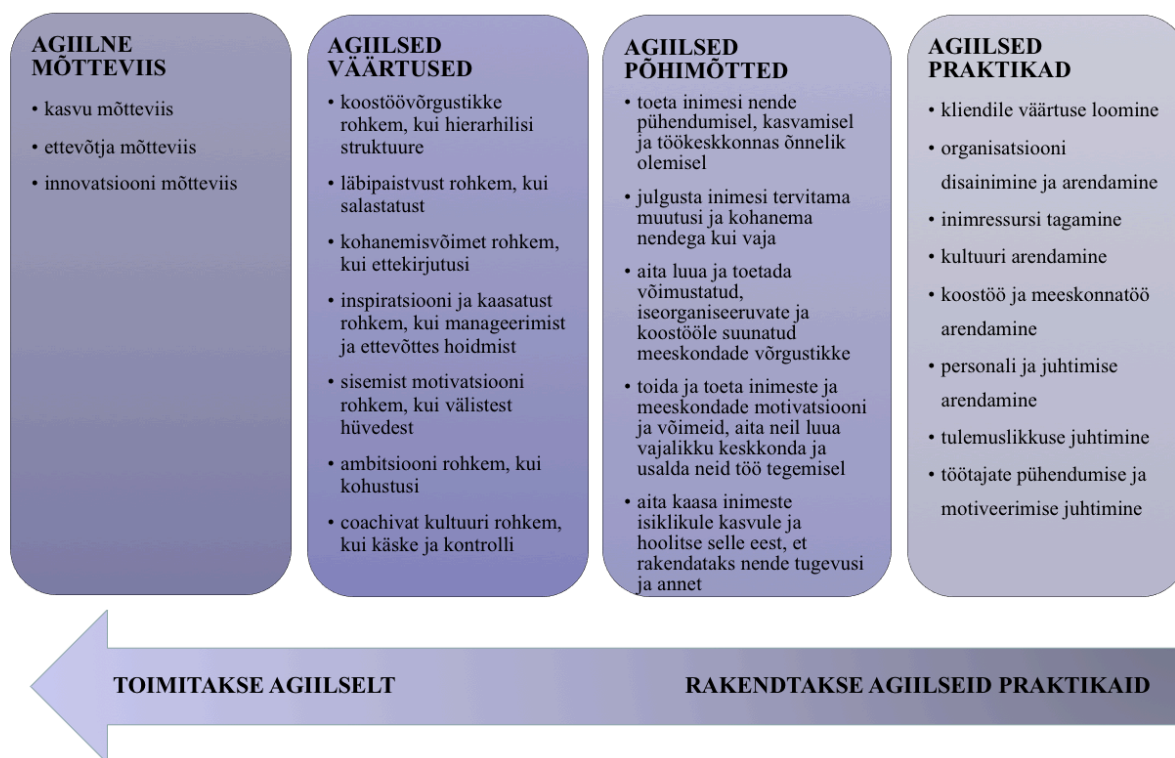 AGIILNE
MÕTTEVIIS
• kasvu mõtteviis
• ettevõtja mõtteviis
• innovatsiooni mõtteviis
AGIILSED
VÄÄRTUSED
• koostöövõrgustikke
rohkem, kui hierarhilisi
struktuure
• läbipaistvust rohkem, kui
salastatust
• kohanemisvõimet rohkem,
kui ettekirjutusi
• inspiratsiooni ja kaasatust
rohkem, kui manageerimist
ja ettevõttes hoidmist
• sisemist motivatsiooni
rohkem, kui välistest
hüvedest
• ambitsiooni rohkem, kui
kohustusi
• coachivat kultuuri rohkem,
kui käske ja kontrolli
AGIILSED
PÕHIMÕTTED
• toeta inimesi nende
pühendumisel, kasvamisel
ja töökeskkonnas õnnelik
olemisel
• julgusta inimesi tervitama
muutusi ja kohanema
nendega kui vaja
• aita luua ja toetada
võimustatud,
iseorganiseeruvate ja
koostööle suunatud
meeskondade võrgustikke
• toida ja toeta inimeste ja
meeskondade motivatsiooni
ja võimeid, aita neil luua
vajalikku keskkonda ja
usalda neid töö tegemisel
• aita kaasa inimeste
isiklikule kasvule ja
hoolitse selle eest, et
rakendataks nende tugevusi
ja annet
AGIILSED
PRAKTIKAD
• kliendile väärtuse loomine
• organisatsiooni
disainimine ja arendamine
• inimressursi tagamine
• kultuuri arendamine
• koostöö ja meeskonnatöö
arendamine
• personali ja juhtimise
arendamine
• tulemuslikkuse juhtimine
• töötajate pühendumise ja
motiveerimise juhtimine
TOIMITAKSE AGIILSELT
RAKENDTAKSE AGIILSEID PRAKTIKAID